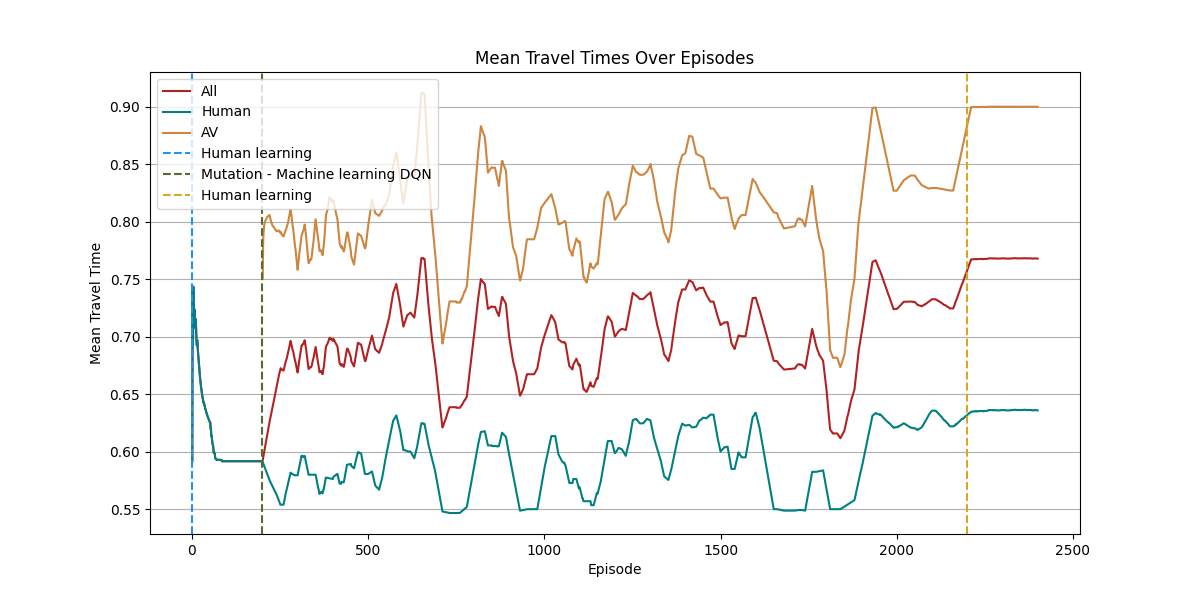 Mean Travel Times Over Episodes
All
Human
AV
Human learning
Mutation - Machine learning DQN
Human learning
0.90
0.85
0.80
0.75
0.70
0.65
0.60
0.55
Mean Travel Time
0
500
1000
1500
2000
2500
Episode